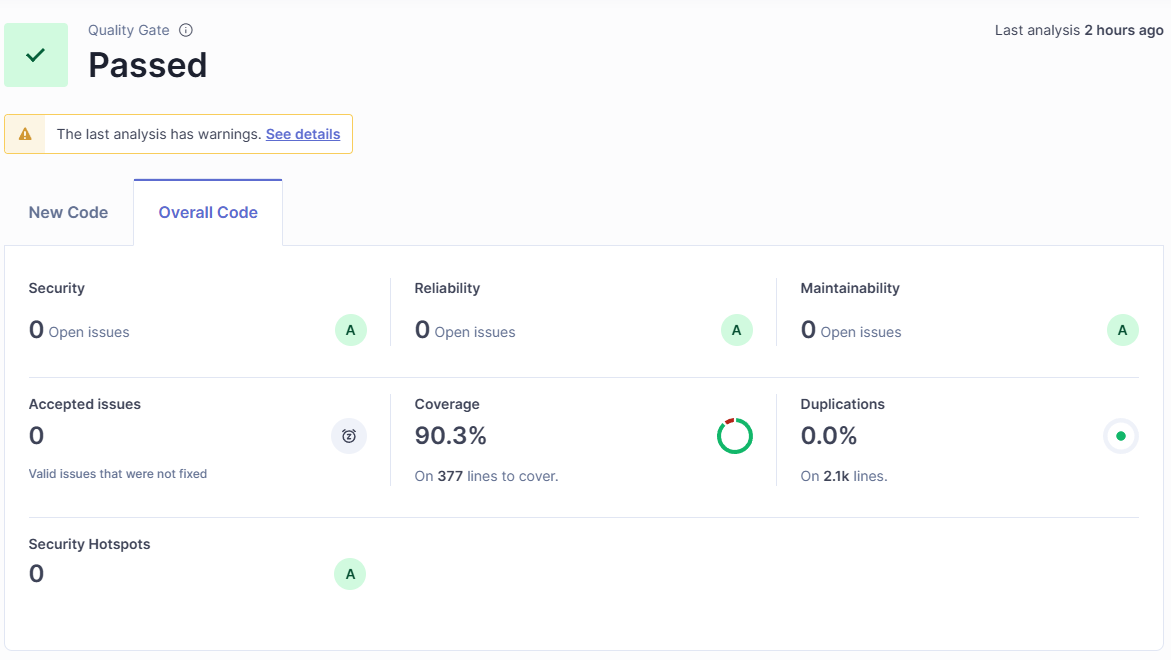 Quality Gate
Passed
Last analysis 2 hours ago
The last analysis has warnings. See details
New Code
Overall Code
Security
0 Open issues
A
Reliability
0 Open issues
A
Maintainability
0 Open issues
A
Accepted issues
0
Valid issues that were not fixed
Coverage
90.3%
On 377 lines to cover.
Duplications
0.0%
On 2.1k lines.
Security Hotspots
0
A